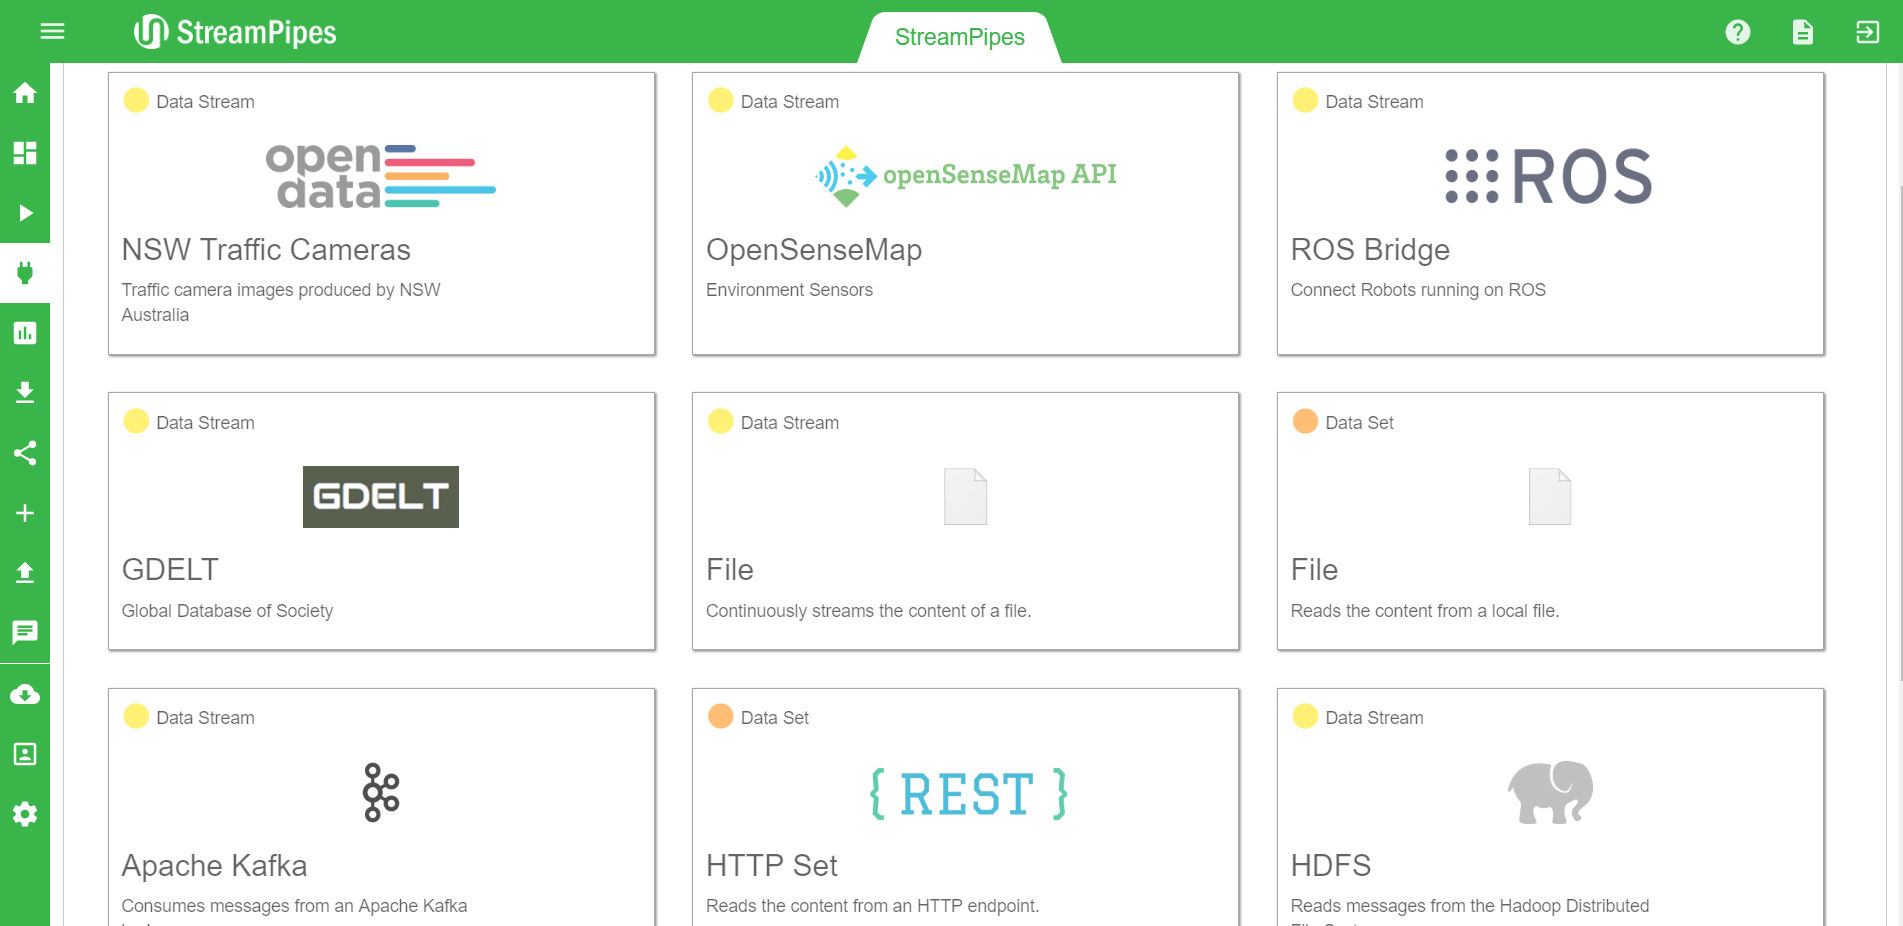 StreamPipes
StreamPipes
Data Stream
open
data
NSW Traffic Cameras
Traffic camera images produced by NSW
Australia
Data Stream
openSenseMap API
OpenSenseMap
Environment Sensors
Data Stream
ROS
ROS Bridge
Connect Robots running on ROS
Data Stream
GDELT
GDELT
Global Database of Society
Data Stream
File
Continuously streams the content of a file.
Data Set
File
Reads the content from a local file.
Data Stream
Apache Kafka
Consumes messages from an Apache Kafka
Data Set
{ REST }
HTTP Set
Reads the content from an HTTP endpoint.
Data Stream
HDFS
Reads messages from the Hadoop Distributed